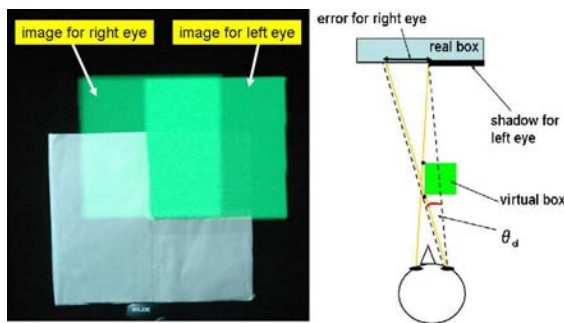 image for right eye
image for left eye
error for right eye
real box
shadow for
left eye
virtual box
θd